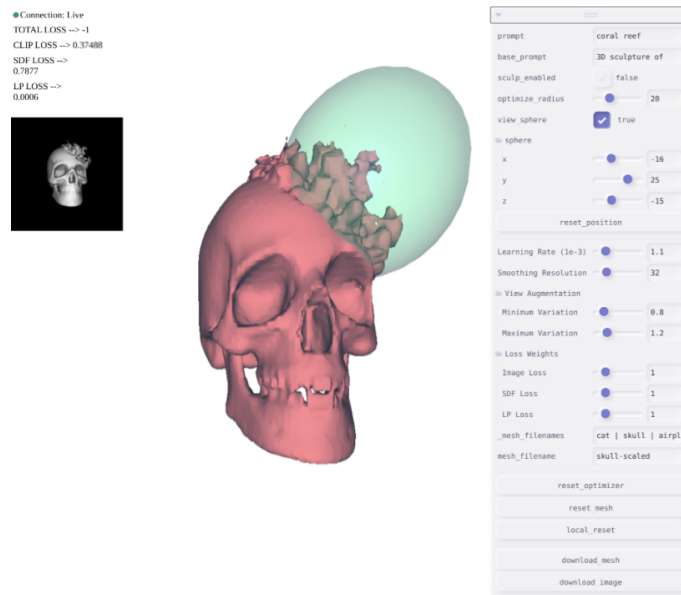 Connection: Live
TOTAL LOSS --> -1
CLIP LOSS --> 0.37488
SDF LOSS -->
0.7877
LP LOSS -->
0.0006
prompt coral reef
base_prompt 3D sculpture of
sculp_enabled false
optimize_radius 20
view sphere true
sphere
x -16
y 25
z -15
reset_position
Learning Rate (1e-3) 1.1
Smoothing Resolution 32
View Augmentation
Minimum Variation 0.8
Maximum Variation 1.2
Loss Weights
Image Loss 1
SDF Loss 1
LP Loss 1
_mesh_filenames cat | skull | airpl
mesh_filename skull-scaled
reset_optimizer
reset mesh
local_reset
download_mesh
download_image